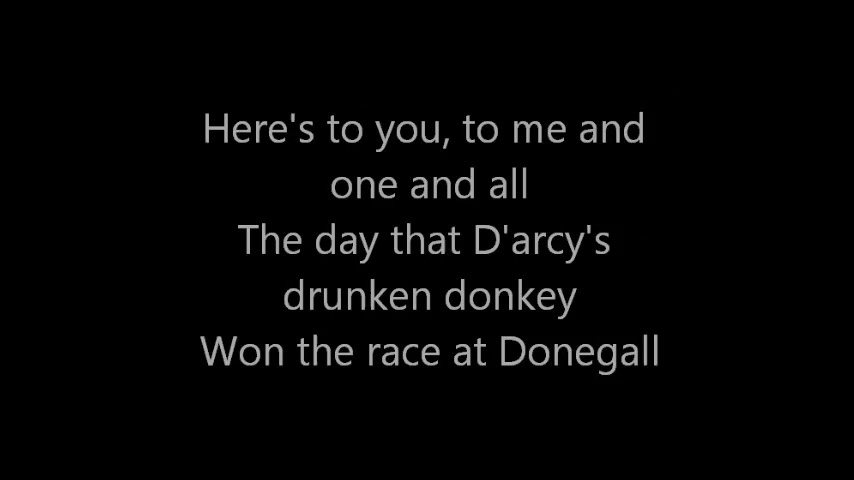 Here's to you, to me and
one and all
The day that D'arcy's
drunken donkey
Won the race at Donegall